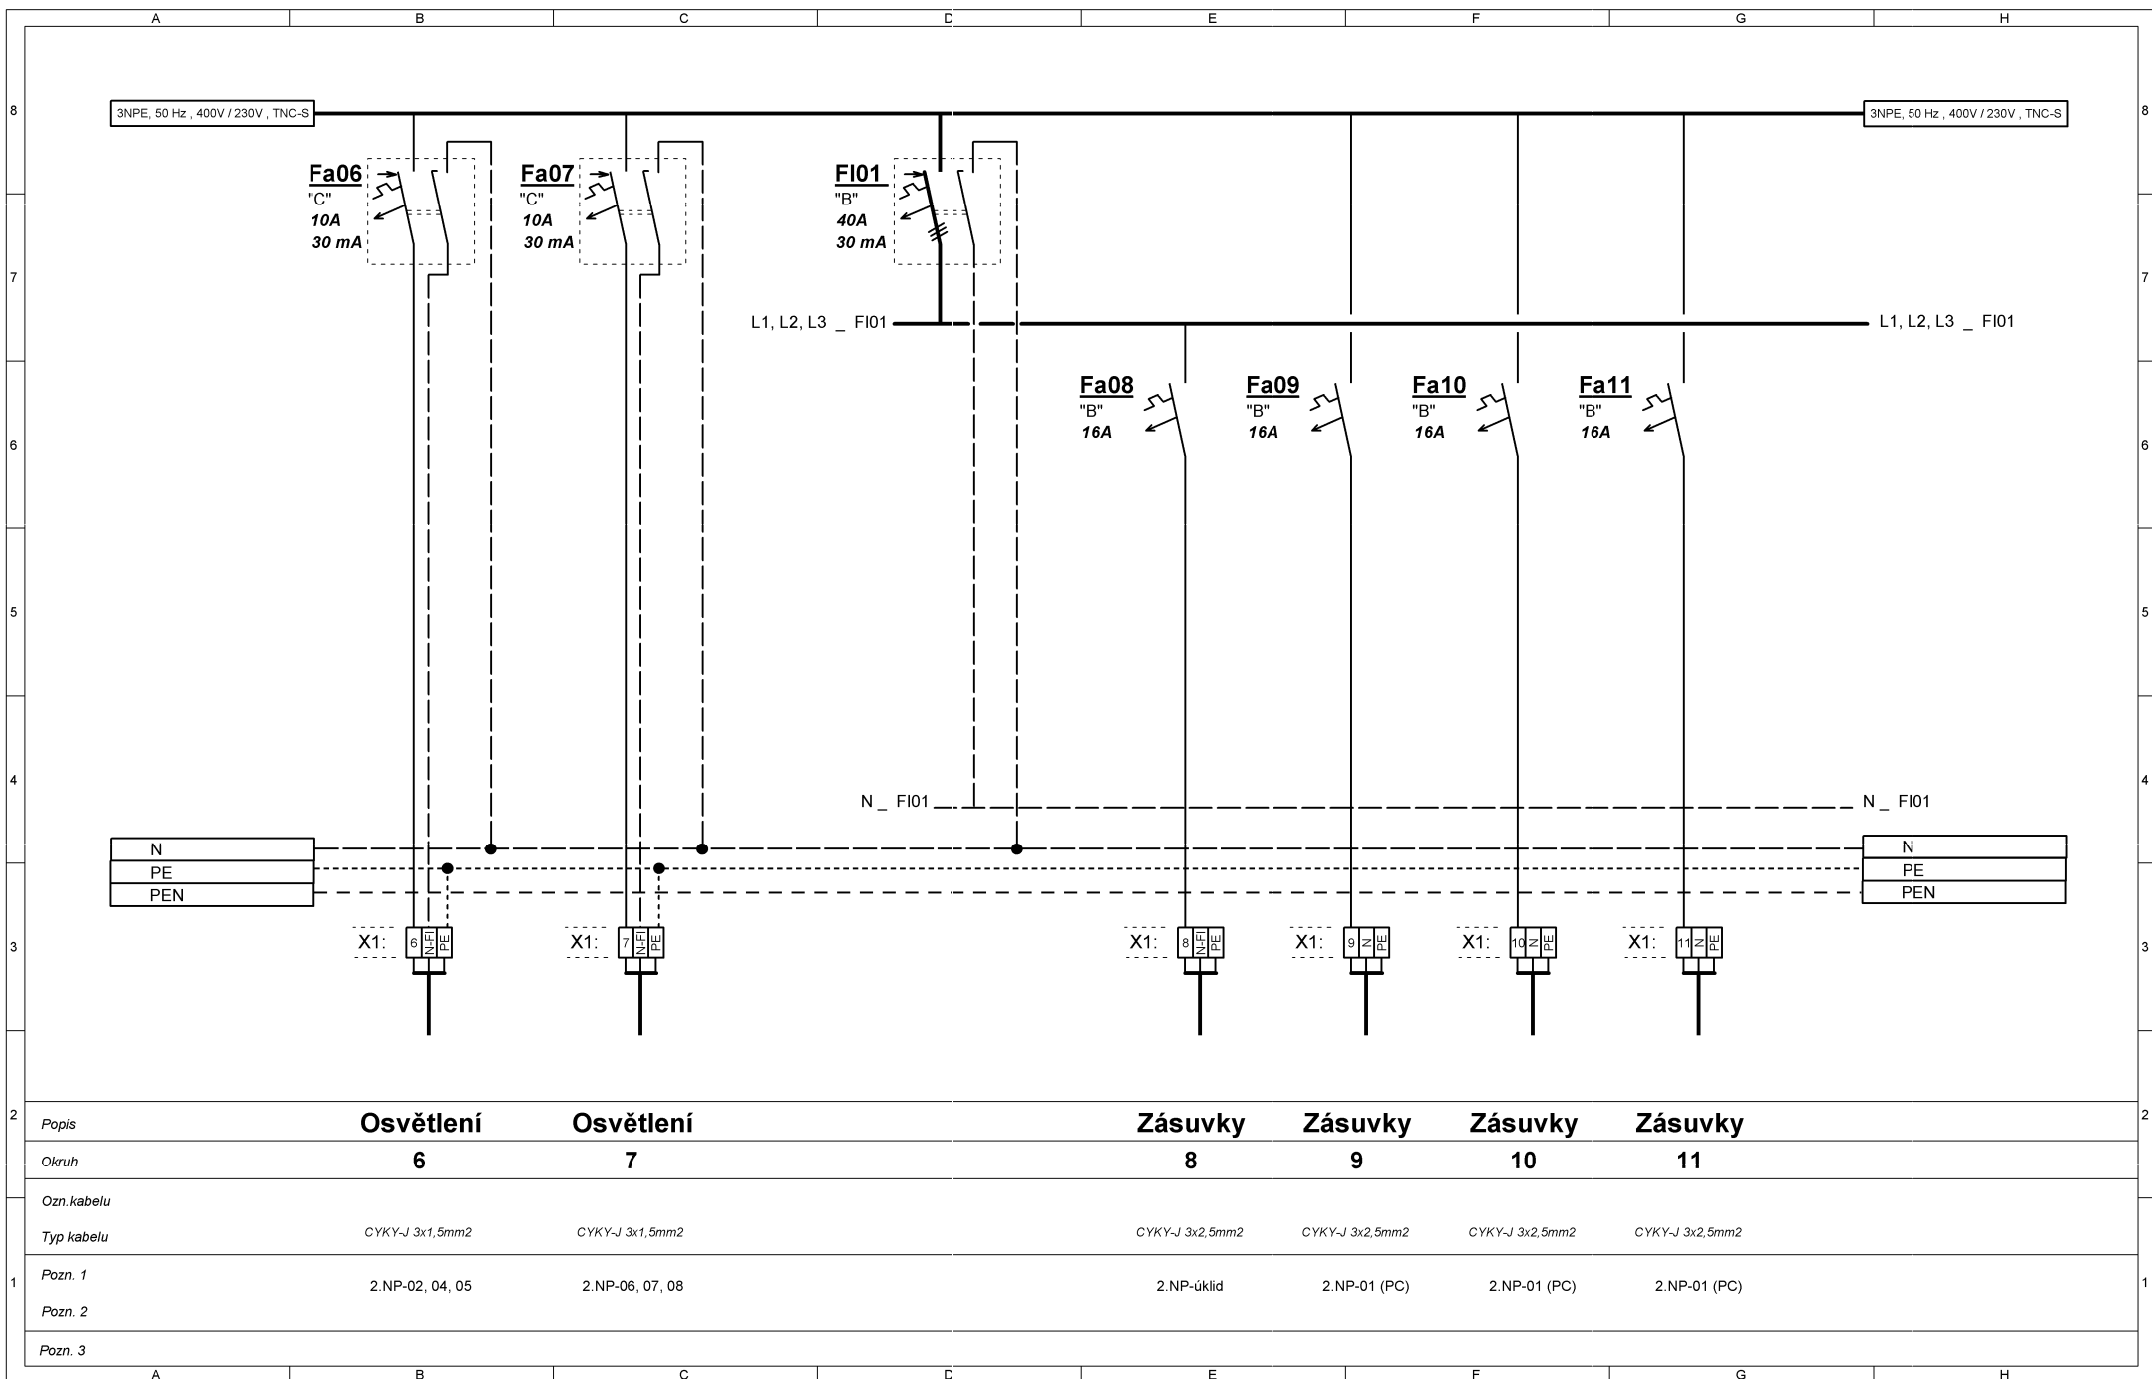 A B C D E F G H
8 8
3NPE, 50 Hz , 400V / 230V , TNC-S 3NPE, 50 Hz , 400V / 230V , TNC-S
Fa06 Fa07 FI01
"C" "C" "B"
10A 10A 40A
30 mA 30 mA 30 mA
7 7
L1, L2, L3 _ FI01 L1, L2, L3 _ FI01
Fa08 Fa09 Fa10 Fa11
"B" "B" "B" "B"
16A 16A 16A 16A
6 6
5 5
4 4
N _ FI01 N _ FI01
N N
PE PE
PEN PEN
3 X1: 6 N-FI PE X1: 7 N-FI PE X1: 8 N-FI PE X1: 9 N PE X1: 10 N PE X1: 11 N PE 3
2 2
Popis Osvětlení Osvětlení Zásuvky Zásuvky Zásuvky Zásuvky
Okruh 6 7 8 9 10 11
Ozn.kabelu
Typ kabelu CYKY-J 3x1,5mm2 CYKY-J 3x1,5mm2 CYKY-J 3x2,5mm2 CYKY-J 3x2,5mm2 CYKY-J 3x2,5mm2 CYKY-J 3x2,5mm2
Pozn. 1
1 2.NP-02, 04, 05 2.NP-06, 07, 08 2.NP-úklid 2.NP-01 (PC) 2.NP-01 (PC) 2.NP-01 (PC) 1
Pozn. 2
Pozn. 3
A B C D E F G H